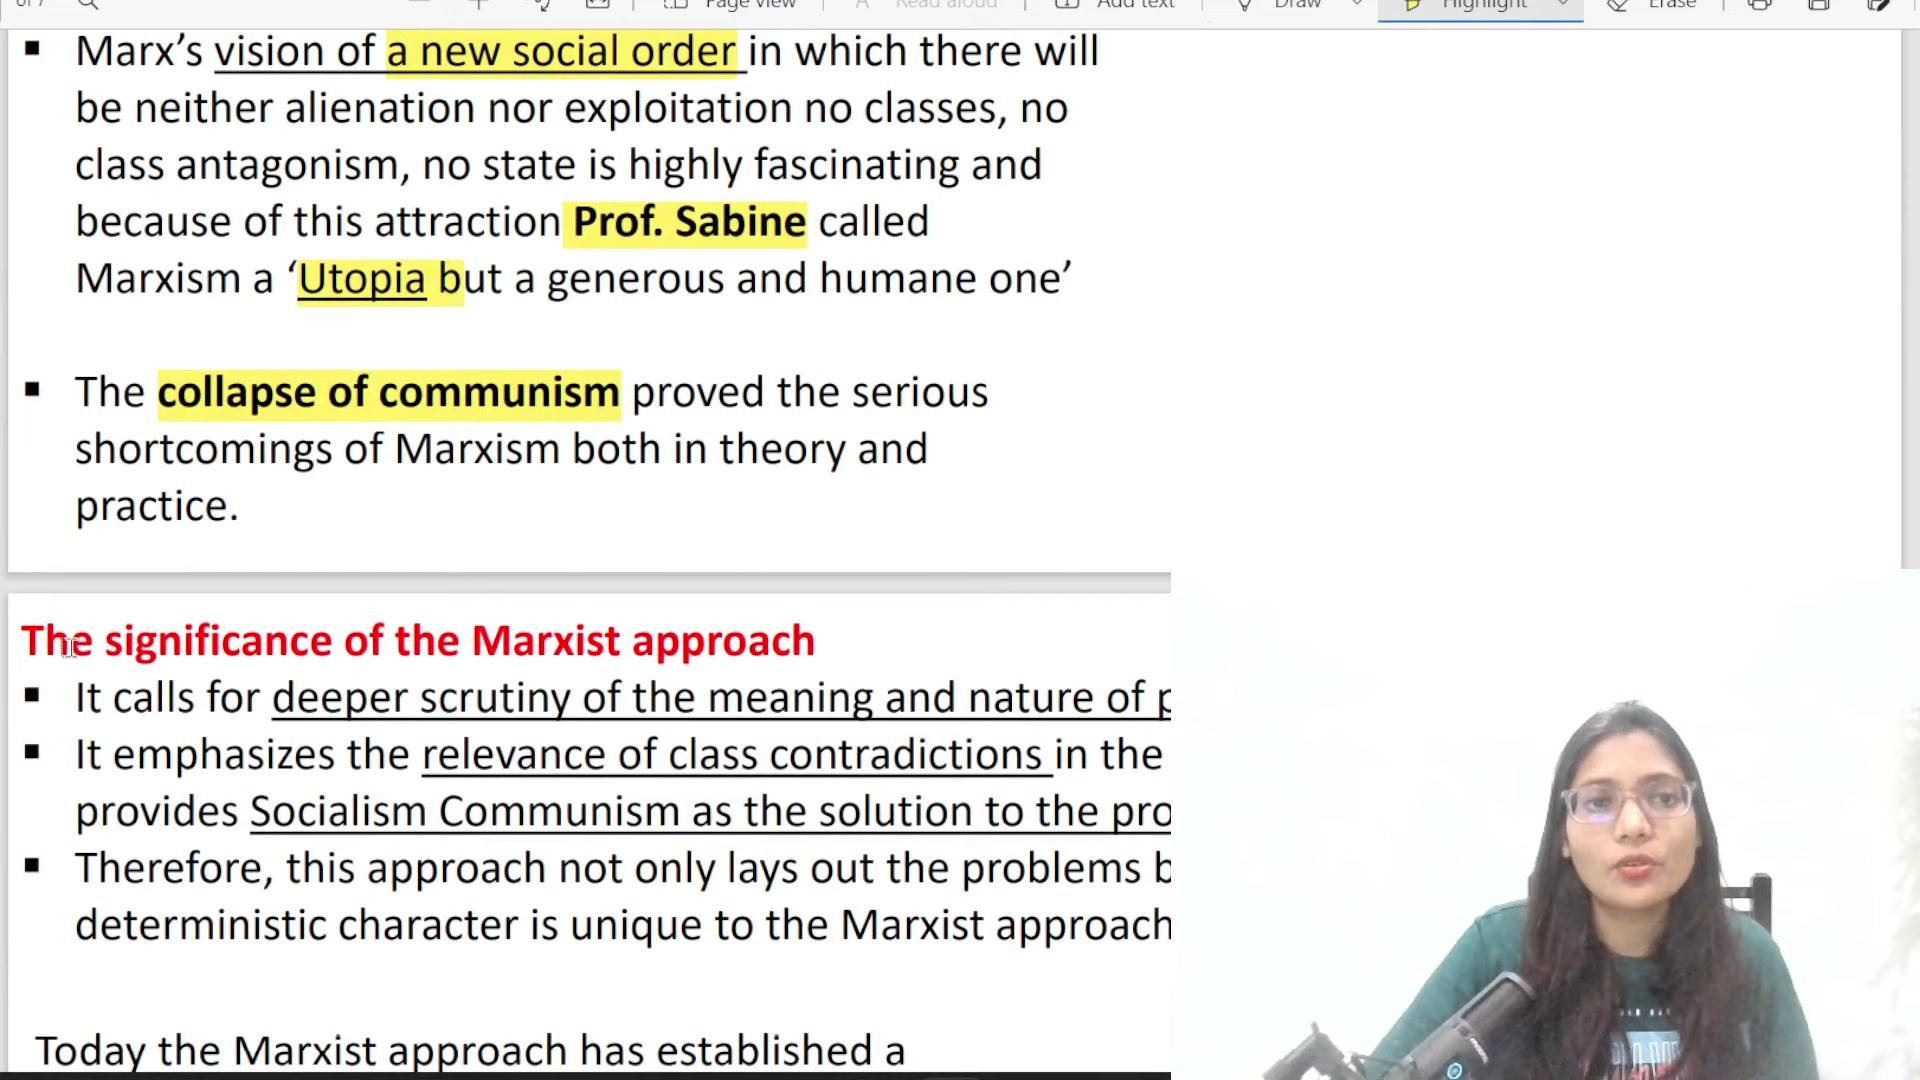 Page view
Read aloud
Add text
Draw
Highlight
Erase
▪ Marx’s vision of a new social order in which there will
be neither alienation nor exploitation no classes, no
class antagonism, no state is highly fascinating and
because of this attraction Prof. Sabine called
Marxism a ‘Utopia but a generous and humane one’
▪ The collapse of communism proved the serious
shortcomings of Marxism both in theory and
practice.
The significance of the Marxist approach
▪ It calls for deeper scrutiny of the meaning and nature of p
▪ It emphasizes the relevance of class contradictions in the
provides Socialism Communism as the solution to the pro
▪ Therefore, this approach not only lays out the problems b
deterministic character is unique to the Marxist approach
Today the Marxist approach has established a